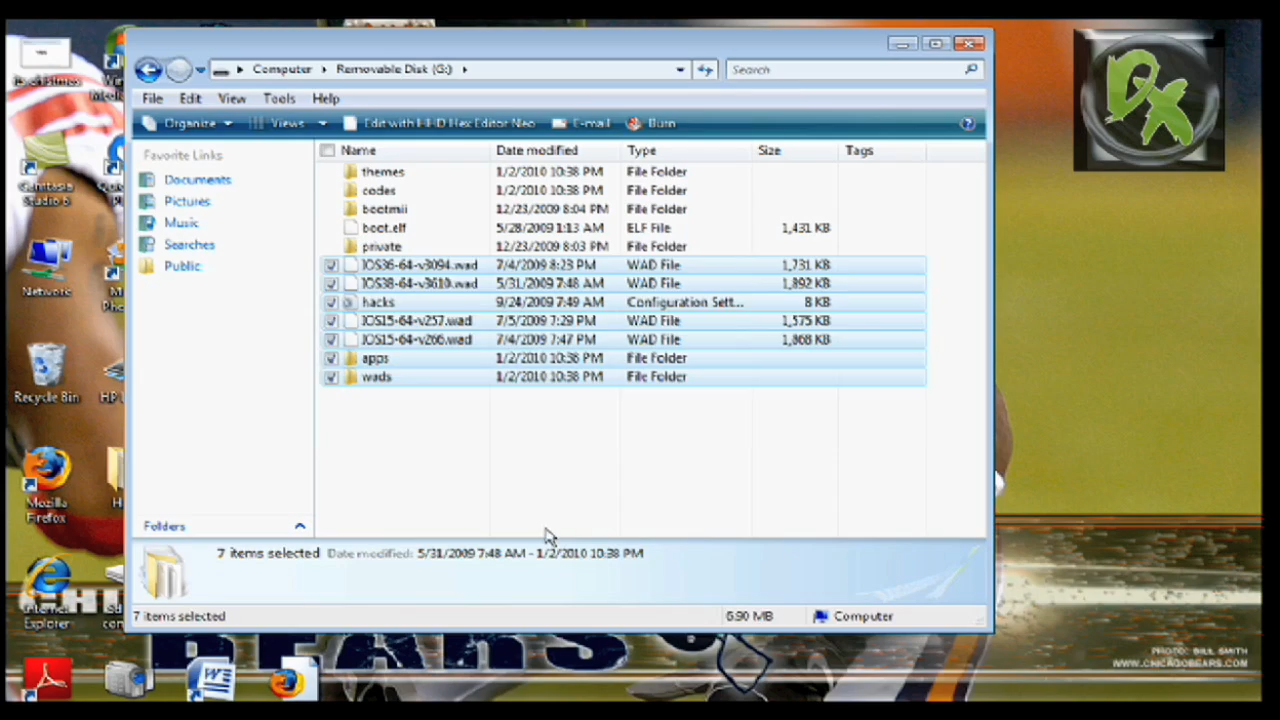 Computer Removable Disk (G:) Search
File Edit View Tools Help
Organize Views Edit with HHD Hex Editor Neo E-mail Burn
Favorite Links
Documents
Pictures
Music
Searches
Public
Folders
Name Date modified Type Size Tags
themes 1/2/2010 10:38 PM File Folder
codes 1/2/2010 10:38 PM File Folder
bootmii 12/23/2009 8:04 PM File Folder
boot.elf 5/28/2009 1:13 AM ELF File 1,431 KB
private 12/23/2009 8:03 PM File Folder
IOS36-64-v3094.wad 7/4/2009 8:23 PM WAD File 1,731 KB
IOS38-64-v3610.wad 5/31/2009 7:48 AM WAD File 1,892 KB
hacks 9/24/2009 7:49 AM Configuration Sett... 8 KB
IOS15-64-v257.wad 7/5/2009 7:29 PM WAD File 1,575 KB
IOS15-64-v266.wad 7/4/2009 7:47 PM WAD File 1,868 KB
apps 1/2/2010 10:38 PM File Folder
wads 1/2/2010 10:38 PM File Folder
7 items selected Date modified: 5/31/2009 7:48 AM - 1/2/2010 10:38 PM
7 items selected 6.90 MB Computer
Camtasia
Studio 6
Network
Recycle Bin
HP
Mozilla
Firefox
Internet
Explorer
DX
BEARS
PHOTO: BILL SMITH
WWW.CHICAGOBEARS.COM